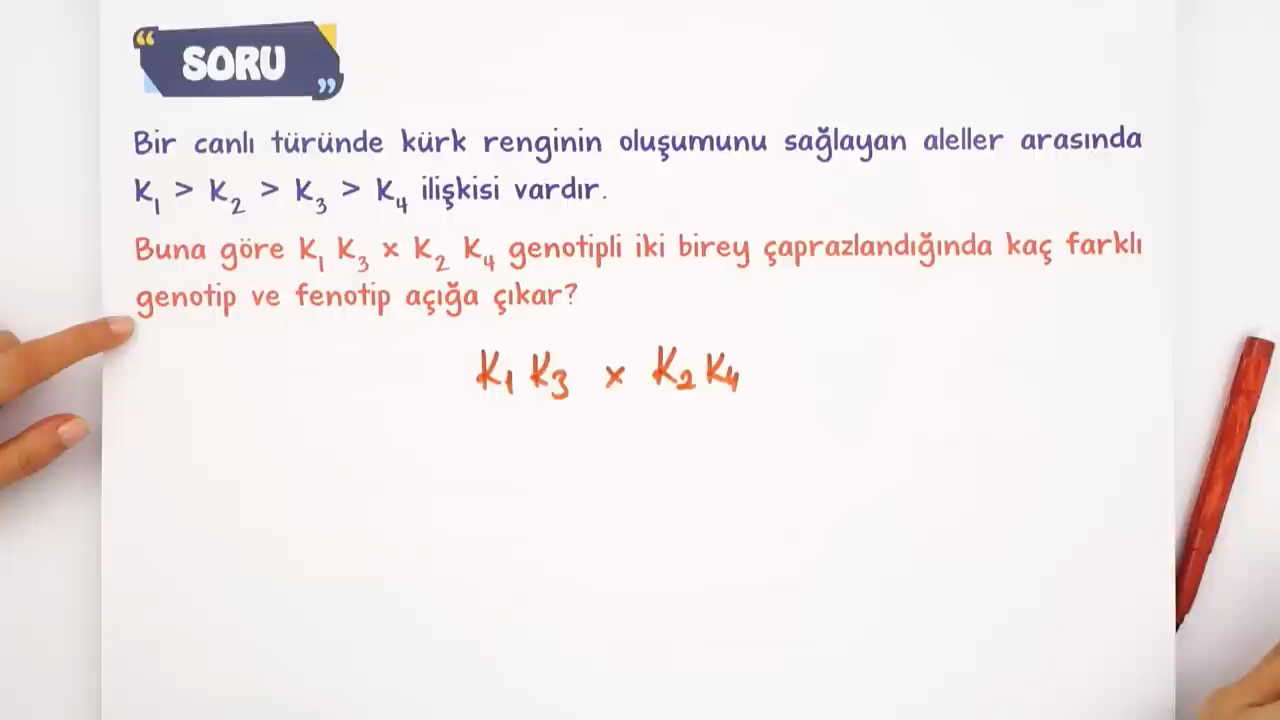 “ SORU ”
Bir canlı türünde kürk renginin oluşumunu sağlayan aleller arasında
K₁ > K₂ > K₃ > K₄ ilişkisi vardır.
Buna göre K₁ K₃ x K₂ K₄ genotipli iki birey çaprazlandığında kaç farklı
genotip ve fenotip açığa çıkar?
K₁ K₃ x K₂ K₄